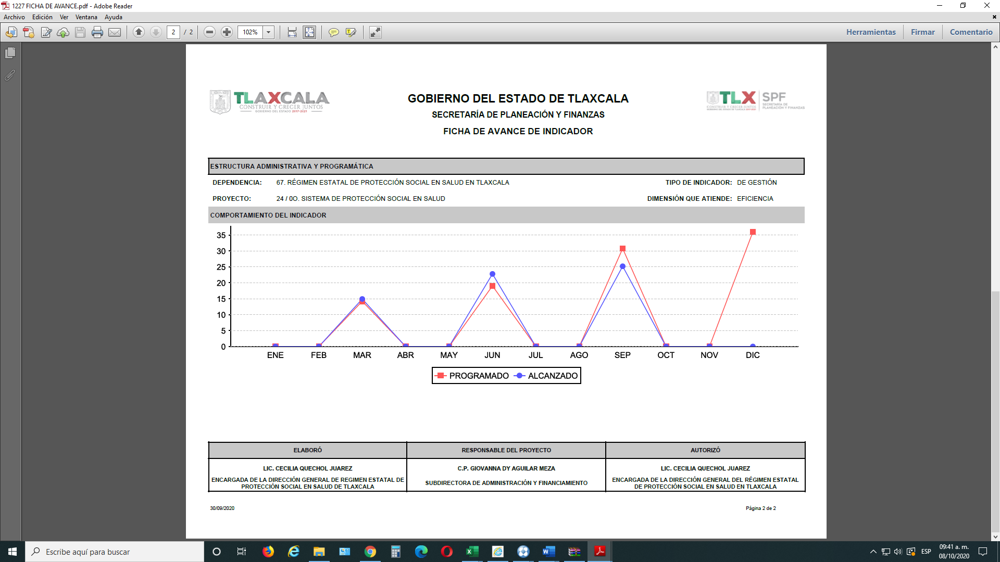 1227 FICHA DE AVANCE.pdf - Adobe Reader
Archivo Edición Ver Ventana Ayuda
2 / 2 102% Herramientas Firmar Comentario
TLAXCALA
CONSTRUIR Y CRECER JUNTOS
GOBIERNO DEL ESTADO 2017-2021
GOBIERNO DEL ESTADO DE TLAXCALA
SECRETARÍA DE PLANEACIÓN Y FINANZAS
FICHA DE AVANCE DE INDICADOR
TLX
CONSTRUIR Y CRECER JUNTOS
GOBIERNO DEL ESTADO DE TLAXCALA 2017-2021
SPF
SECRETARÍA DE
PLANEACIÓN Y FINANZAS
ESTRUCTURA ADMINISTRATIVA Y PROGRAMÁTICA
DEPENDENCIA: 67. RÉGIMEN ESTATAL DE PROTECCIÓN SOCIAL EN SALUD EN TLAXCALA TIPO DE INDICADOR: DE GESTIÓN
PROYECTO: 24 / 0O. SISTEMA DE PROTECCIÓN SOCIAL EN SALUD DIMENSIÓN QUE ATIENDE: EFICIENCIA
COMPORTAMIENTO DEL INDICADOR
35
30
25
20
15
10
5
0
ENE FEB MAR ABR MAY JUN JUL AGO SEP OCT NOV DIC
PROGRAMADO ALCANZADO
ELABORÓ RESPONSABLE DEL PROYECTO AUTORIZÓ
LIC. CECILIA QUECHOL JUAREZ
ENCARGADA DE LA DIRECCIÓN GENERAL DE REGIMEN ESTATAL DE
PROTECCIÓN SOCIAL EN SALUD DE TLAXCALA
C.P. GIOVANNA DY AGUILAR MEZA
SUBDIRECTORA DE ADMINISTRACIÓN Y FINANCIAMIENTO
LIC. CECILIA QUECHOL JUAREZ
ENCARGADA DE LA DIRECCIÓN GENERAL DEL RÉGIMEN ESTATAL
DE PROTECCIÓN SOCIAL EN SALUD EN TLAXCALA
30/09/2020 Página 2 de 2
Escribe aquí para buscar
ESP
09:41 a. m.
08/10/2020